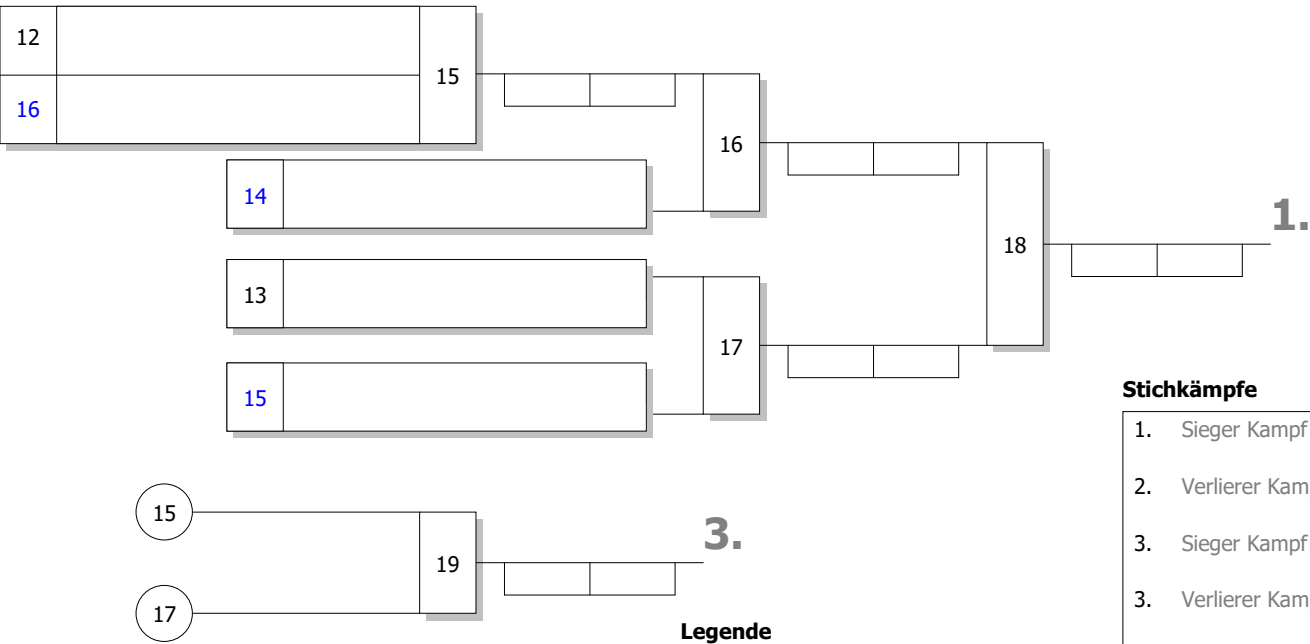 12
15
16
16
14
1.
18
13
17
15
Stichkämpfe
1. Sieger Kampf
2. Verlierer Kam
15
3.
3. Sieger Kampf
19
3. Verlierer Kam
17
Legende